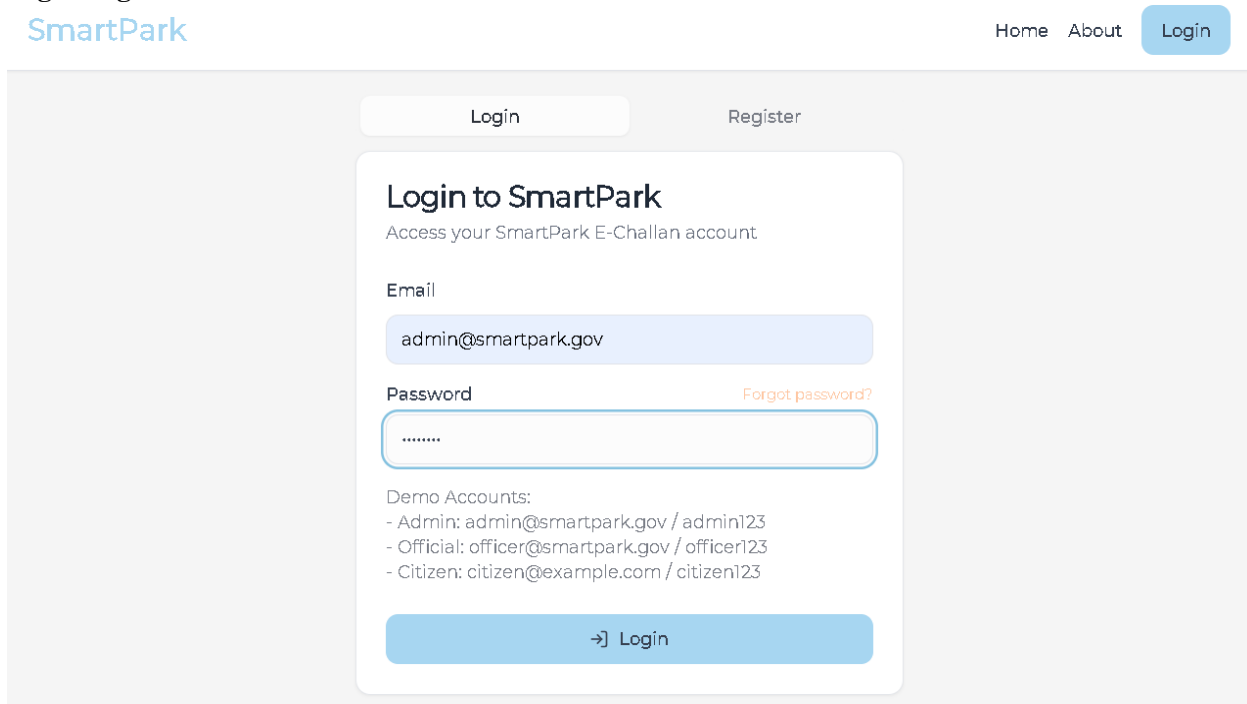 SmartPark
Home About Login
Login Register
Login to SmartPark
Access your SmartPark E-Challan account
Email
admin@smartpark.gov
Password Forgot password?
••••••••
Demo Accounts:
- Admin: admin@smartpark.gov / admin123
- Official: officer@smartpark.gov / officer123
- Citizen: citizen@example.com / citizen123
Login